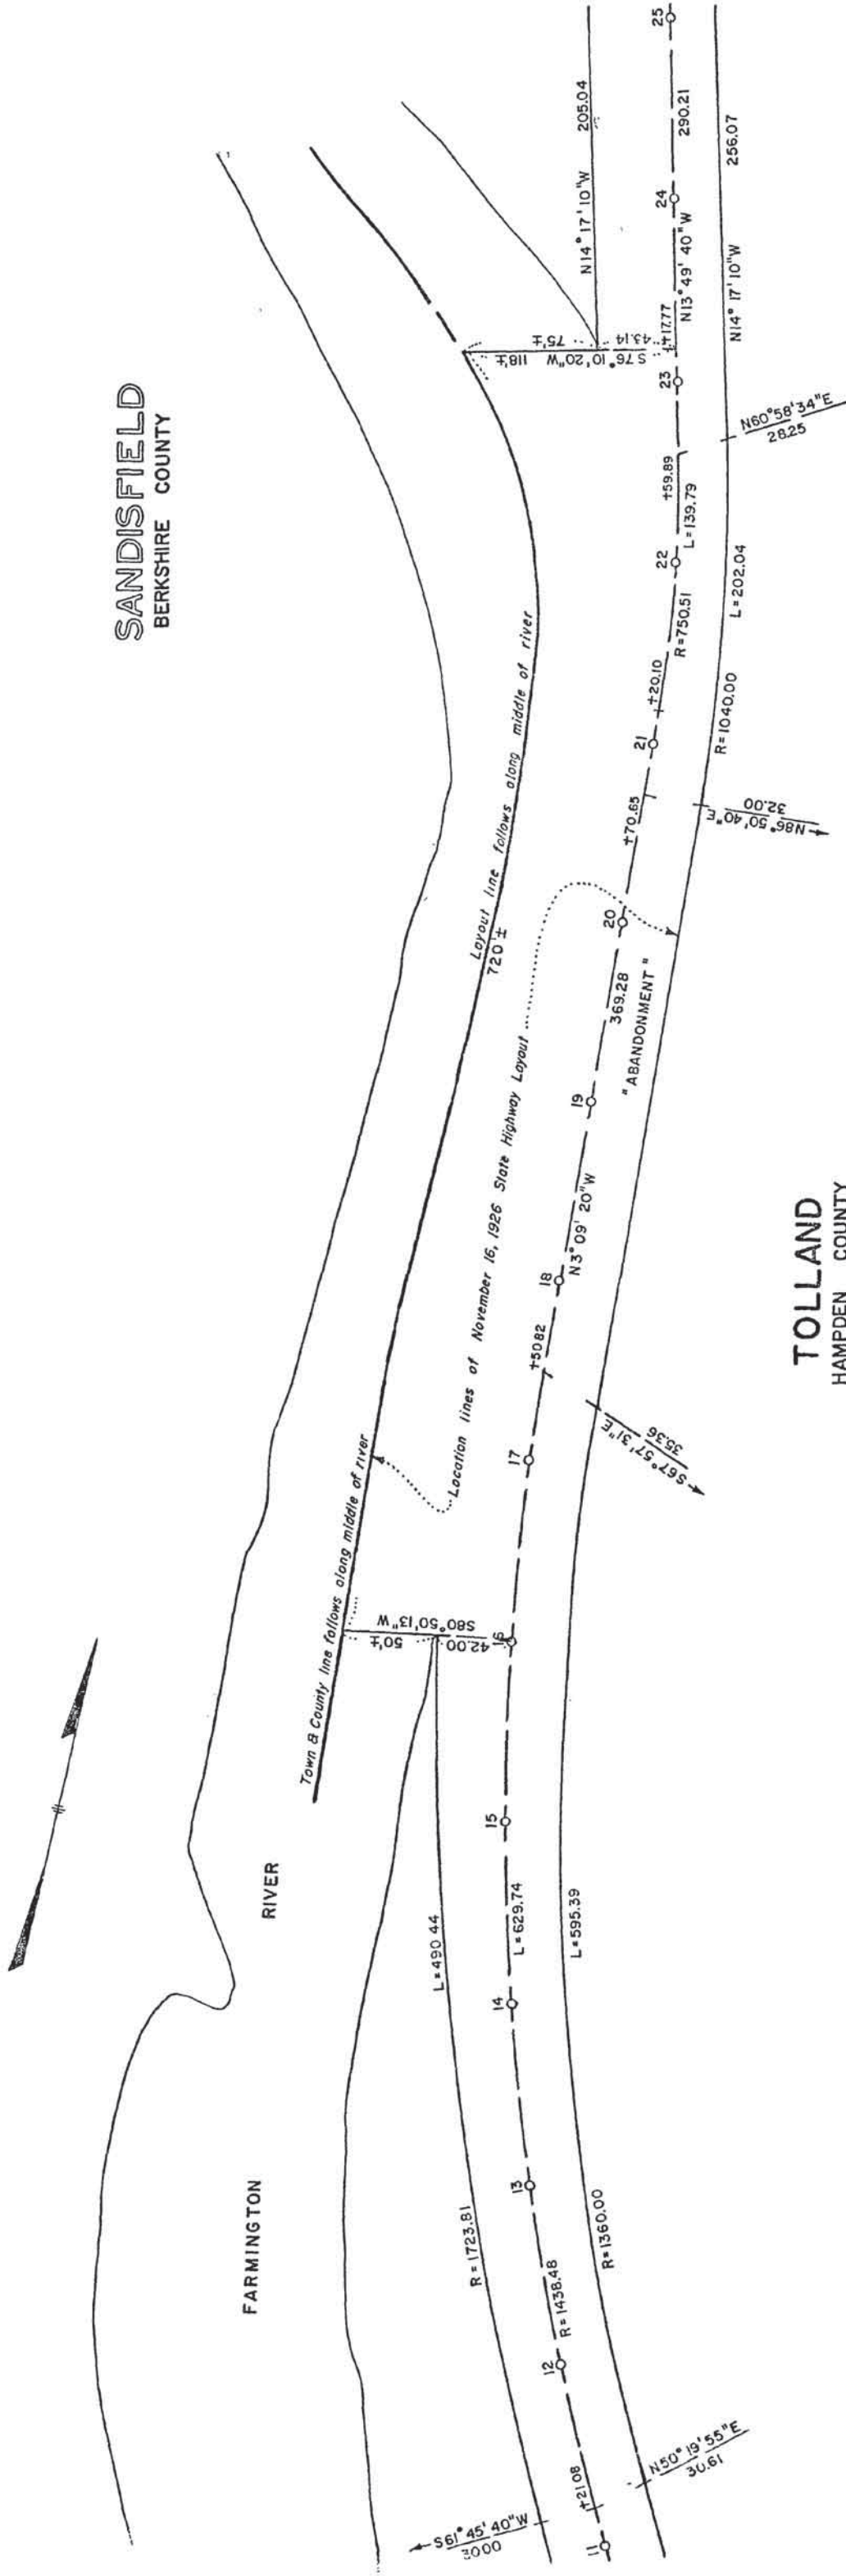 SANDISFIELD
BERKSHIRE COUNTY
FARMINGTON
RIVER
Town & County line follows along middle of river
Layout line follows along middle of river
720'±
Location lines of November 16, 1926 State Highway Layout
"ABANDONMENT"
S61°45'40"W
30.00
R=1723.81
L=490.44
S80°50'13"W
50'±
42.00
S76°10'20"W
118'±
75'±
43.14
N14°17'10"W
205.04
11
+21.08
12
R=1438.48
13
14
L=629.74
15
16
17
+50.82
18
N3°09'20"W
19
369.28
20
+70.65
21
+20.10
R=750.51
22
L=139.79
+59.89
23
+17.77
N13°49'40"W
24
290.21
25
N50°19'55"E
30.61
R=1360.00
L=595.39
S67°57'31"E
35.36
N86°50'40"E
32.00
R=1040.00
L=202.04
N60°58'34"E
28.25
N14°17'10"W
256.07
TOLLAND
HAMPDEN COUNTY